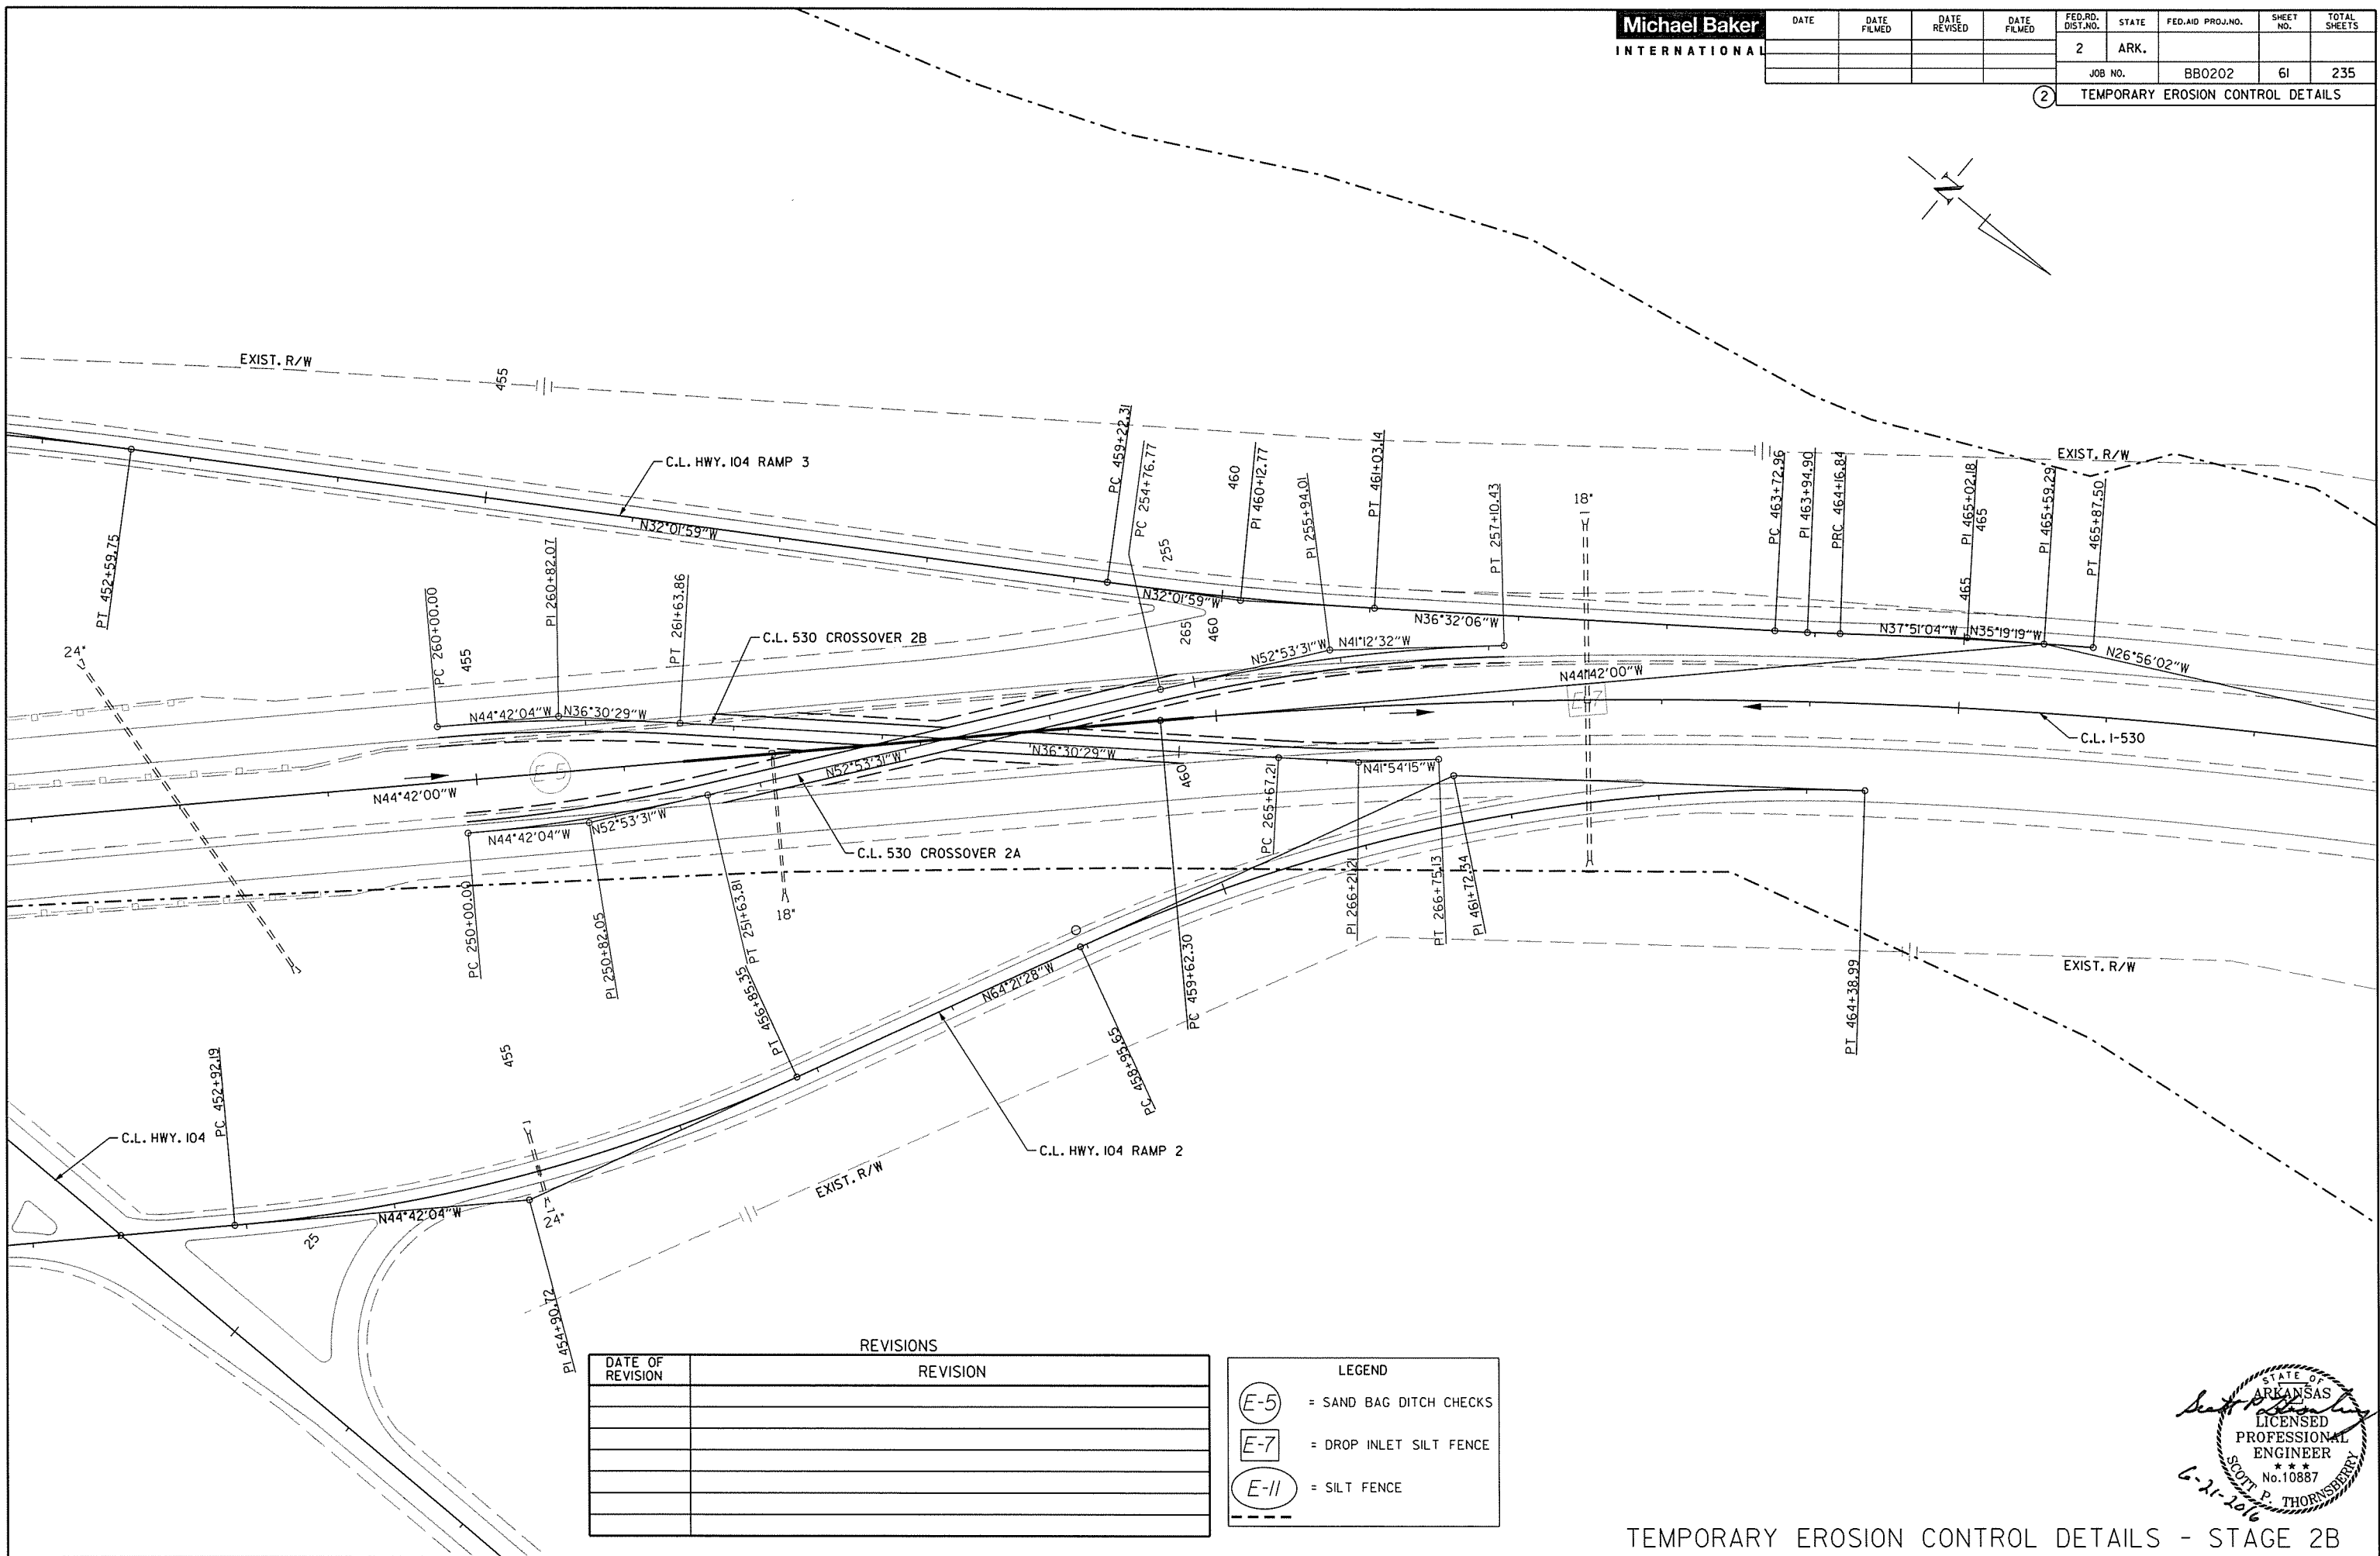 Michael Baker
INTERNATIONAL
DATE
DATE FILMED
DATE REVISED
DATE FILMED
FED.RD. DIST.NO.
STATE
FED.AID PROJ.NO.
SHEET NO.
TOTAL SHEETS
2
ARK.
JOB NO.
BB0202
61
235
2
TEMPORARY EROSION CONTROL DETAILS
N
EXIST. R/W
455
PT 452+59.75
C.L. HWY. 104 RAMP 3
N32°01'59"W
PC 459+22.31
PC 254+76.77
255
460
PI 460+12.77
PI 255+94.01
PT 461+03.14
PT 257+10.43
18"
PC 463+72.96
PI 463+94.90
PRC 464+16.84
PI 465+02.18
465
465
PI 465+59.29
EXIST. R/W
PT 465+87.50
24"
PC 260+00.00
455
PI 260+82.07
PT 261+63.86
C.L. 530 CROSSOVER 2B
N32°01'59"W
265
460
N36°32'06"W
N37°51'04"W
N35°19'19"W
N26°56'02"W
N52°53'31"W
N41°12'32"W
N44°42'00"W
E-7
N44°42'04"W
N36°30'29"W
E-5
N44°42'00"W
N52°53'31"W
N36°30'29"W
460
N41°54'15"W
C.L. I-530
N44°42'04"W
N52°53'31"W
C.L. 530 CROSSOVER 2A
PC 265+67.21
PI 266+21.21
PT 266+75.13
PI 461+72.34
PC 250+00.00
PI 250+82.05
PT 251+63.81
18"
PC 459+62.30
PT 464+38.99
EXIST. R/W
PT 456+85.35
N64°21'28"W
PC 458+95.65
455
PC 452+92.19
C.L. HWY. 104
C.L. HWY. 104 RAMP 2
EXIST. R/W
N44°42'04"W
24"
25
PI 454+90.72
REVISIONS
DATE OF REVISION
REVISION
LEGEND
E-5 = SAND BAG DITCH CHECKS
E-7 = DROP INLET SILT FENCE
E-11 = SILT FENCE
STATE OF
ARKANSAS
LICENSED
PROFESSIONAL
ENGINEER
★ ★ ★
No.10887
SCOTT P. THORNSBERRY
6-21-2016
TEMPORARY EROSION CONTROL DETAILS - STAGE 2B